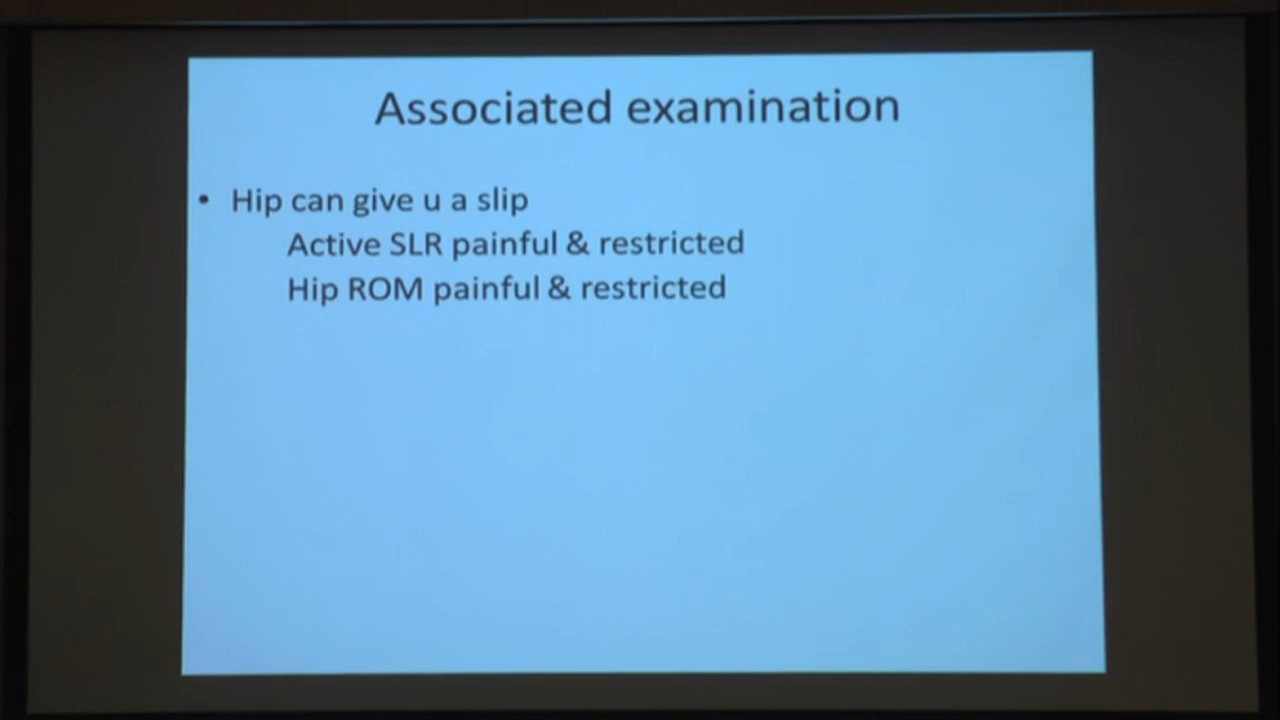 Associated examination
• Hip can give u a slip
Active SLR painful & restricted
Hip ROM painful & restricted